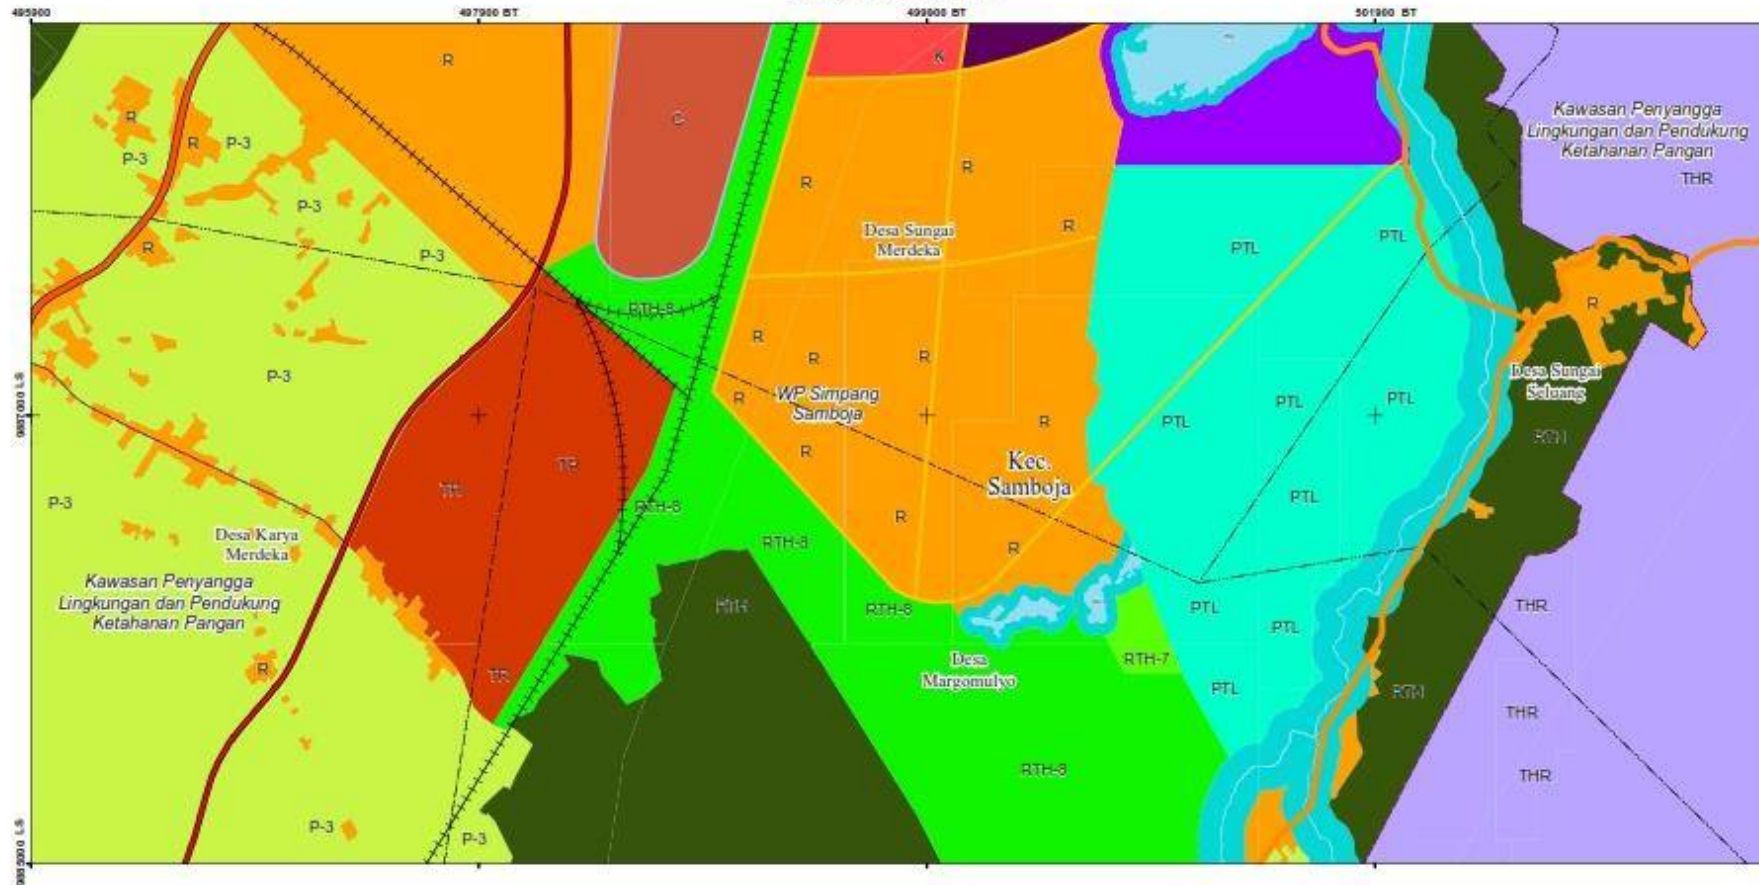 495900
497900 BT
499900 BT
501900 BT
R
K
Kawasan Penyangga
Lingkungan dan Pendukung
Ketahanan Pangan
THR
R
P-3
R
P-3
R
R
P-3
R
Desa Sungai
Merdeka
R
PTL
PTL
R
P-3
RTH-8
R
R
R
R
P-3
Desa Sungai
Seluang
WP Simpang
Samboja
R
R
PTL
PTL
PTL
R
RTH
Kec.
Samboja
TR
TR
P-3
RTH-8
R
PTL
Desa Karya
Merdeka
RTH-8
R
Kawasan Penyangga
Lingkungan dan Pendukung
Ketahanan Pangan
RTH
RTH-8
PTL
THR
PTL
R
TR
Desa
Margomulyo
RTH-7
PTL
RTH
THR
RTH-8
THR
P-3
P-3